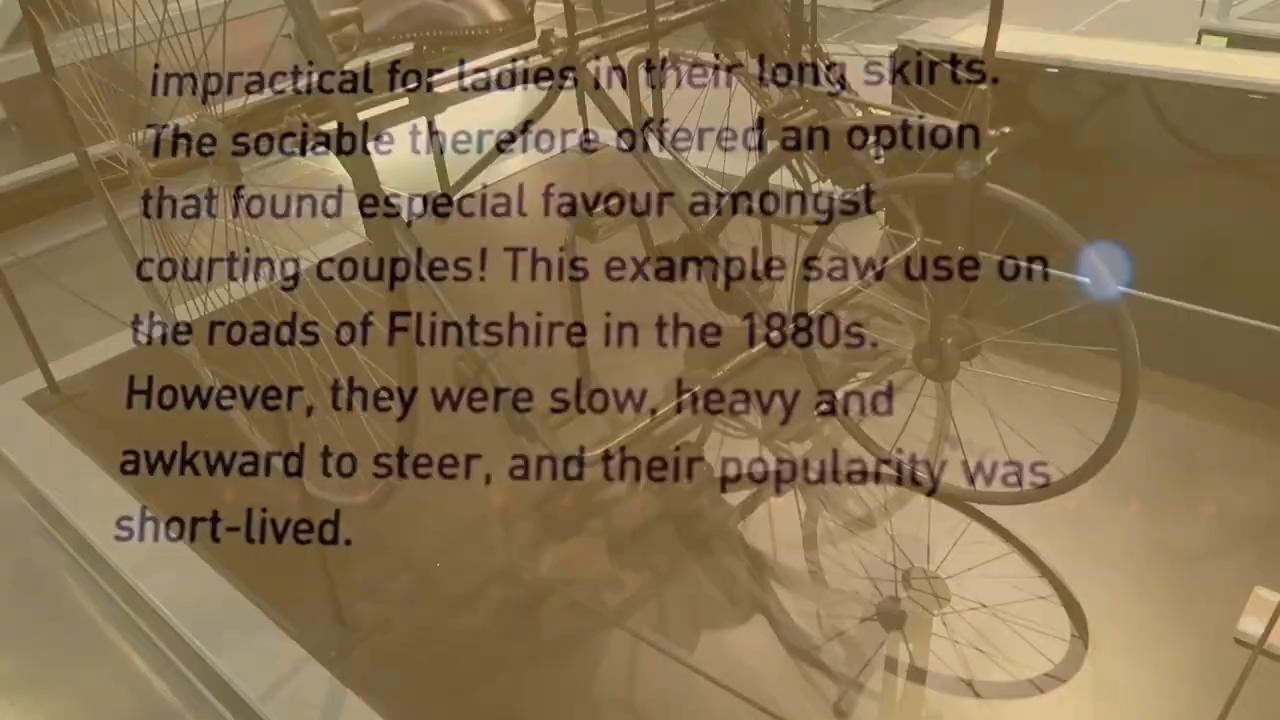 impractical for ladies in their long skirts.
The sociable therefore offered an option
that found especial favour amongst
courting couples! This example saw use on
the roads of Flintshire in the 1880s.
However, they were slow, heavy and
awkward to steer, and their popularity was
short-lived.